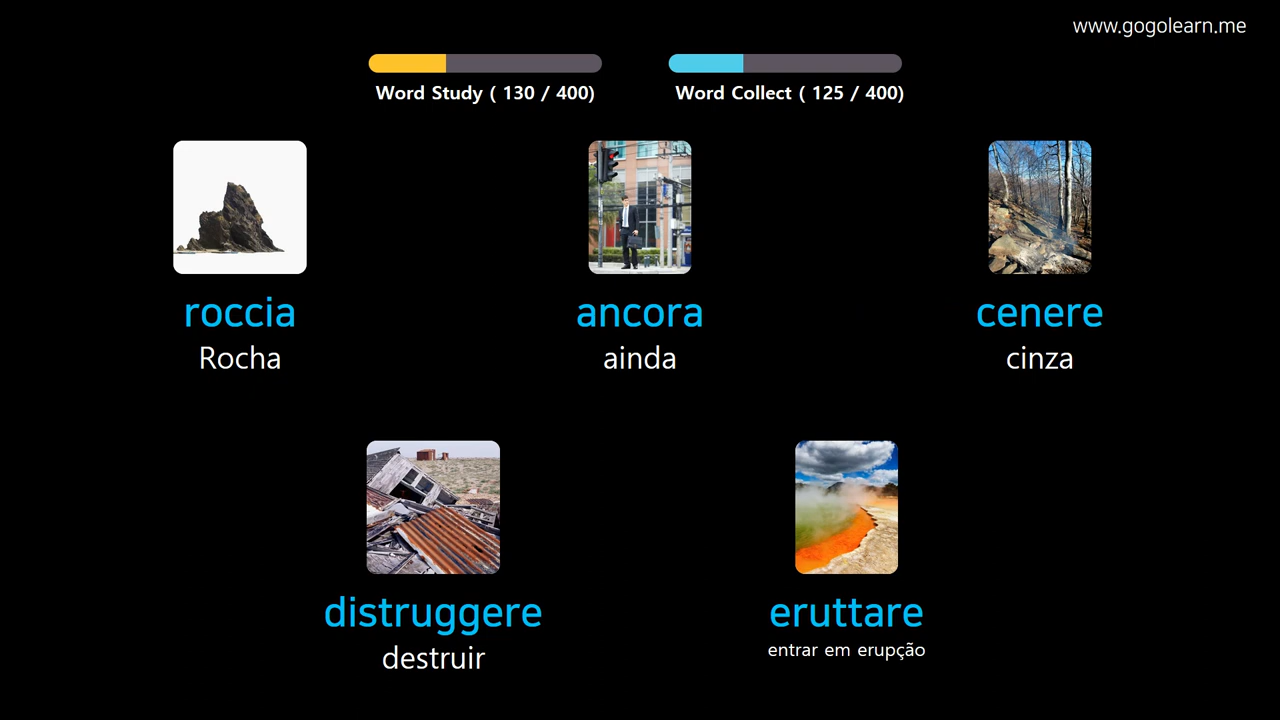 www.gogolearn.me
Word Study ( 130 / 400)
Word Collect ( 125 / 400)
roccia
Rocha
ancora
ainda
cenere
cinza
distruggere
destruir
eruttare
entrar em erupção